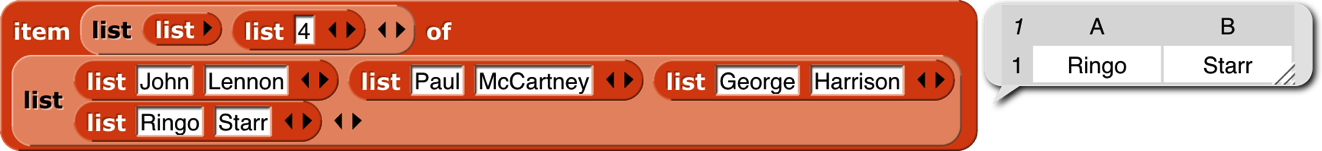 item list list list 4 of
list list John Lennon list Paul McCartney list George Harrison
list Ringo Starr
1 A B
1 Ringo Starr